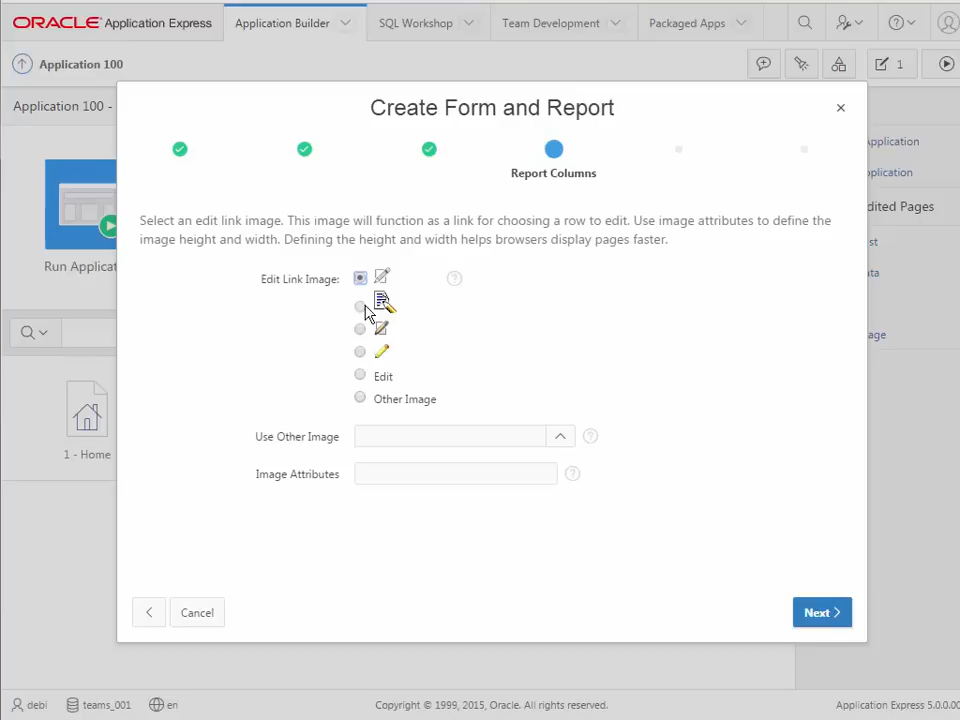 ORACLE Application Express
Application Builder
SQL Workshop
Team Development
Packaged Apps
Application 100
1
Application 100 -
Create Form and Report
Report Columns
Select an edit link image. This image will function as a link for choosing a row to edit. Use image attributes to define the
image height and width. Defining the height and width helps browsers display pages faster.
Edit Link Image:
Edit
Other Image
Use Other Image
Image Attributes
Cancel
Next
Run Applicat
1 - Home
Application
pplication
dited Pages
st
ata
age
debi
teams_001
en
Copyright © 1999, 2015, Oracle. All rights reserved.
Application Express 5.0.0.00